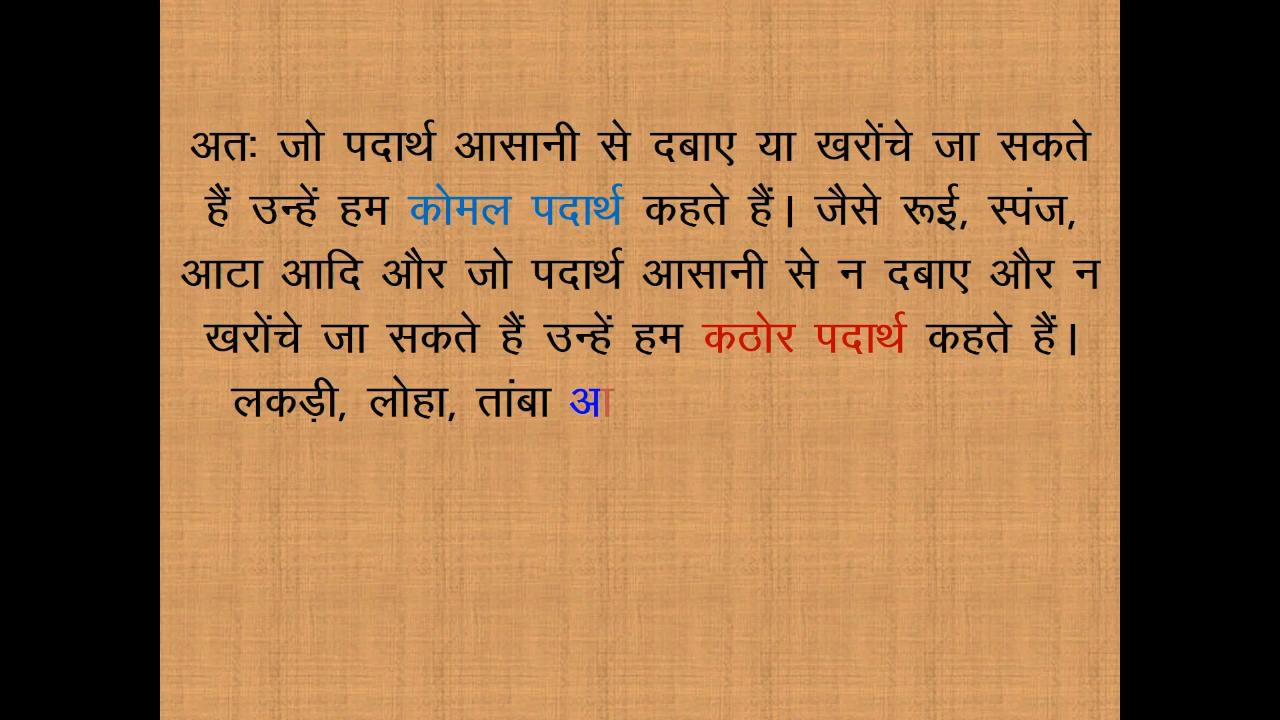 अतः जो पदार्थ आसानी से दबाए या खरोंचे जा सकते
हैं उन्हें हम कोमल पदार्थ कहते हैं। जैसे रूई, स्पंज,
आटा आदि और जो पदार्थ आसानी से न दबाए और न
खरोंचे जा सकते हैं उन्हें हम कठोर पदार्थ कहते हैं।
लकड़ी, लोहा, तांबा आ